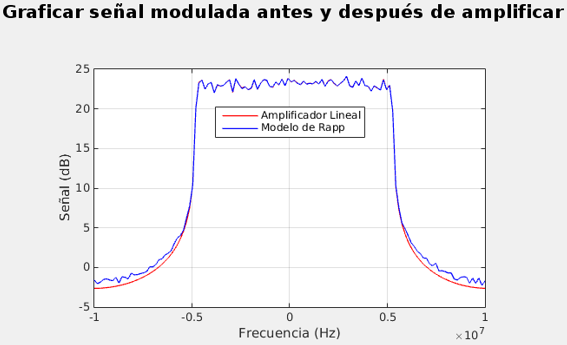 Graficar señal modulada antes y después de amplificar
25
20
15
10
5
0
-5
Señal (dB)
Amplificador Lineal
Modelo de Rapp
-1
-0.5
0
0.5
1
Frecuencia (Hz)
×10⁷